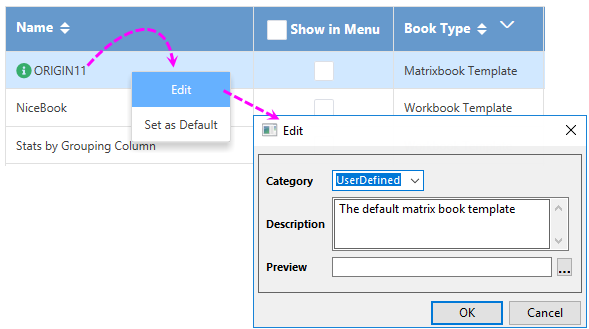 Name Show in Menu Book Type
ORIGIN11 Matrixbook Template
Edit
NiceBook Workbook Template
Set as Default
Stats by Grouping Column
Edit
Category UserDefined
Description The default matrix book template
Preview ...
OK Cancel